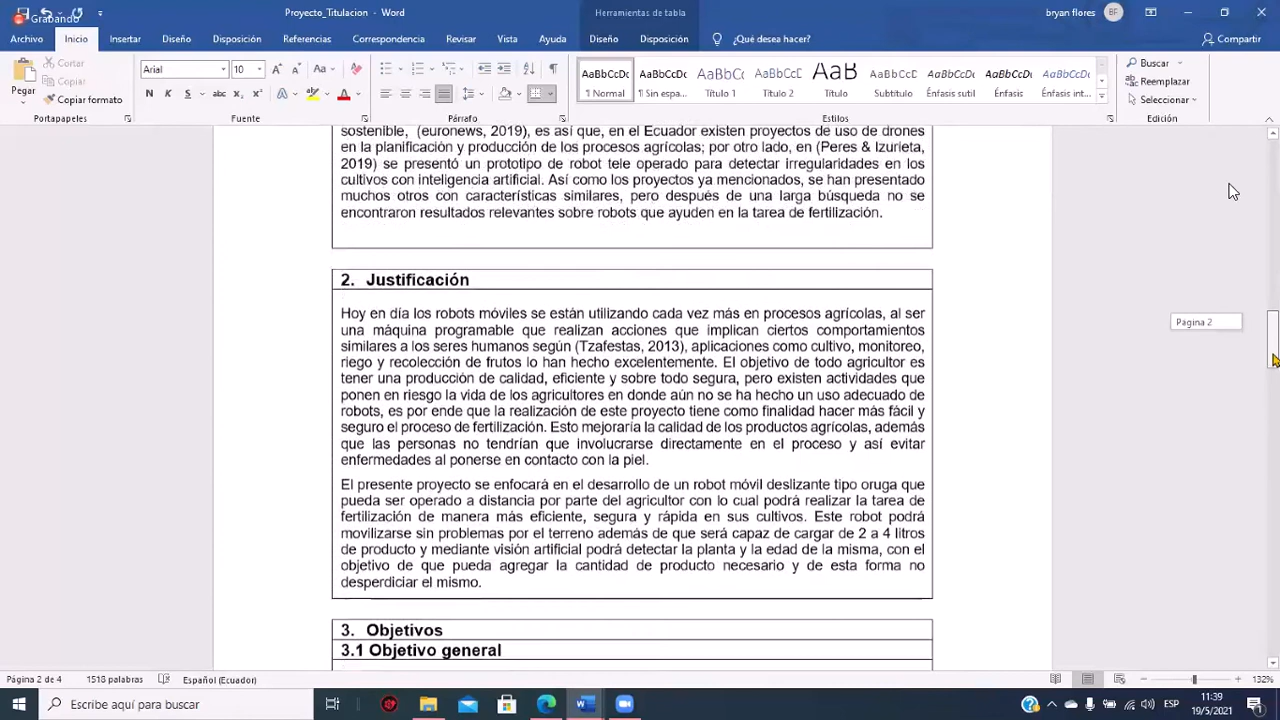 Grabando
Proyecto_Titulacion - Word
Herramientas de tabla
bryan flores
BF
Archivo
Inicio
Insertar
Diseño
Disposición
Referencias
Correspondencia
Revisar
Vista
Ayuda
Diseño
Disposición
¿Qué desea hacer?
Compartir
Pegar
Cortar
Copiar
Copiar formato
Portapapeles
Arial
10
Fuente
Párrafo
AaBbCcDc
1 Normal
AaBbCcDc
1 Sin espa...
AaBbCcD
Título 1
AaBbCcD
Título 2
AaB
Título
AaBbCcDc
Subtítulo
AaBbCcDc
Énfasis sutil
AaBbCcDc
Énfasis
AaBbCcDc
Énfasis int...
Estilos
Buscar
Reemplazar
Seleccionar
Edición
sostenible, (euronews, 2019), es así que, en el Ecuador existen proyectos de uso de drones
en la planificación y producción de los procesos agrícolas; por otro lado, en (Peres & Izurieta,
2019) se presentó un prototipo de robot tele operado para detectar irregularidades en los
cultivos con inteligencia artificial. Así como los proyectos ya mencionados, se han presentado
muchos otros con características similares, pero después de una larga búsqueda no se
encontraron resultados relevantes sobre robots que ayuden en la tarea de fertilización.
2. Justificación
Hoy en día los robots móviles se están utilizando cada vez más en procesos agrícolas, al ser
una máquina programable que realizan acciones que implican ciertos comportamientos
similares a los seres humanos según (Tzafestas, 2013), aplicaciones como cultivo, monitoreo,
riego y recolección de frutos lo han hecho excelentemente. El objetivo de todo agricultor es
tener una producción de calidad, eficiente y sobre todo segura, pero existen actividades que
ponen en riesgo la vida de los agricultores en donde aún no se ha hecho un uso adecuado de
robots, es por ende que la realización de este proyecto tiene como finalidad hacer más fácil y
seguro el proceso de fertilización. Esto mejoraría la calidad de los productos agrícolas, además
que las personas no tendrían que involucrarse directamente en el proceso y así evitar
enfermedades al ponerse en contacto con la piel.
El presente proyecto se enfocará en el desarrollo de un robot móvil deslizante tipo oruga que
pueda ser operado a distancia por parte del agricultor con lo cual podrá realizar la tarea de
fertilización de manera más eficiente, segura y rápida en sus cultivos. Este robot podrá
movilizarse sin problemas por el terreno además de que será capaz de cargar de 2 a 4 litros
de producto y mediante visión artificial podrá detectar la planta y la edad de la misma, con el
objetivo de que pueda agregar la cantidad de producto necesario y de esta forma no
desperdiciar el mismo.
3. Objetivos
3.1 Objetivo general
Página 2
Página 2 de 4
1518 palabras
Español (Ecuador)
132%
Escribe aquí para buscar
ESP
11:39
19/5/2021